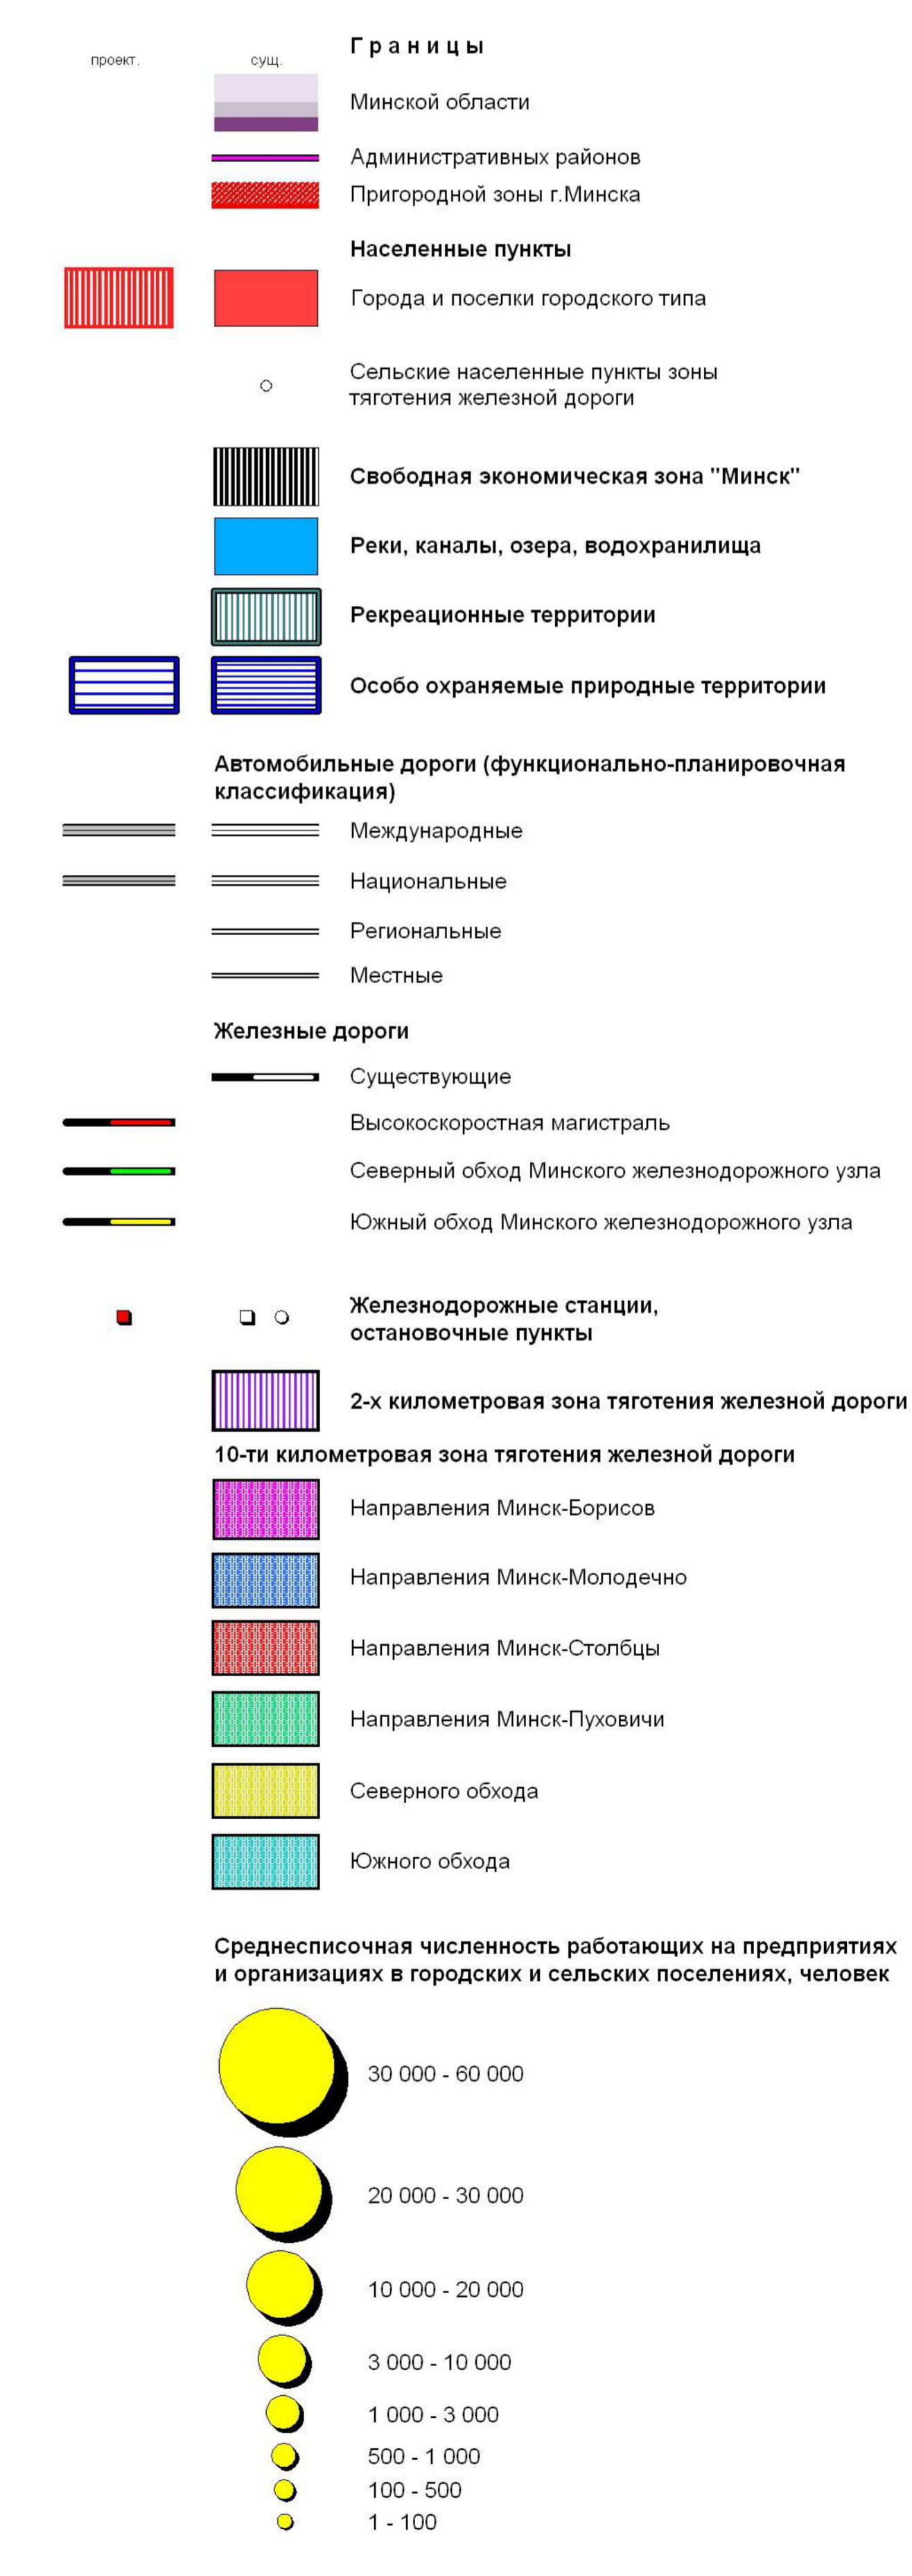 Границы
проект. сущ.
Минской области
Административных районов
Пригородной зоны г.Минска
Населенные пункты
Города и поселки городского типа
Сельские населенные пункты зоны
тяготения железной дороги
Свободная экономическая зона "Минск"
Реки, каналы, озера, водохранилища
Рекреационные территории
Особо охраняемые природные территории
Автомобильные дороги (функционально-планировочная
классификация)
Международные
Национальные
Региональные
Местные
Железные дороги
Существующие
Высокоскоростная магистраль
Северный обход Минского железнодорожного узла
Южный обход Минского железнодорожного узла
Железнодорожные станции,
остановочные пункты
2-х километровая зона тяготения железной дороги
10-ти километровая зона тяготения железной дороги
Направления Минск-Борисов
Направления Минск-Молодечно
Направления Минск-Столбцы
Направления Минск-Пуховичи
Северного обхода
Южного обхода
Среднесписочная численность работающих на предприятиях
и организациях в городских и сельских поселениях, человек
30 000 - 60 000
20 000 - 30 000
10 000 - 20 000
3 000 - 10 000
1 000 - 3 000
500 - 1 000
100 - 500
1 - 100